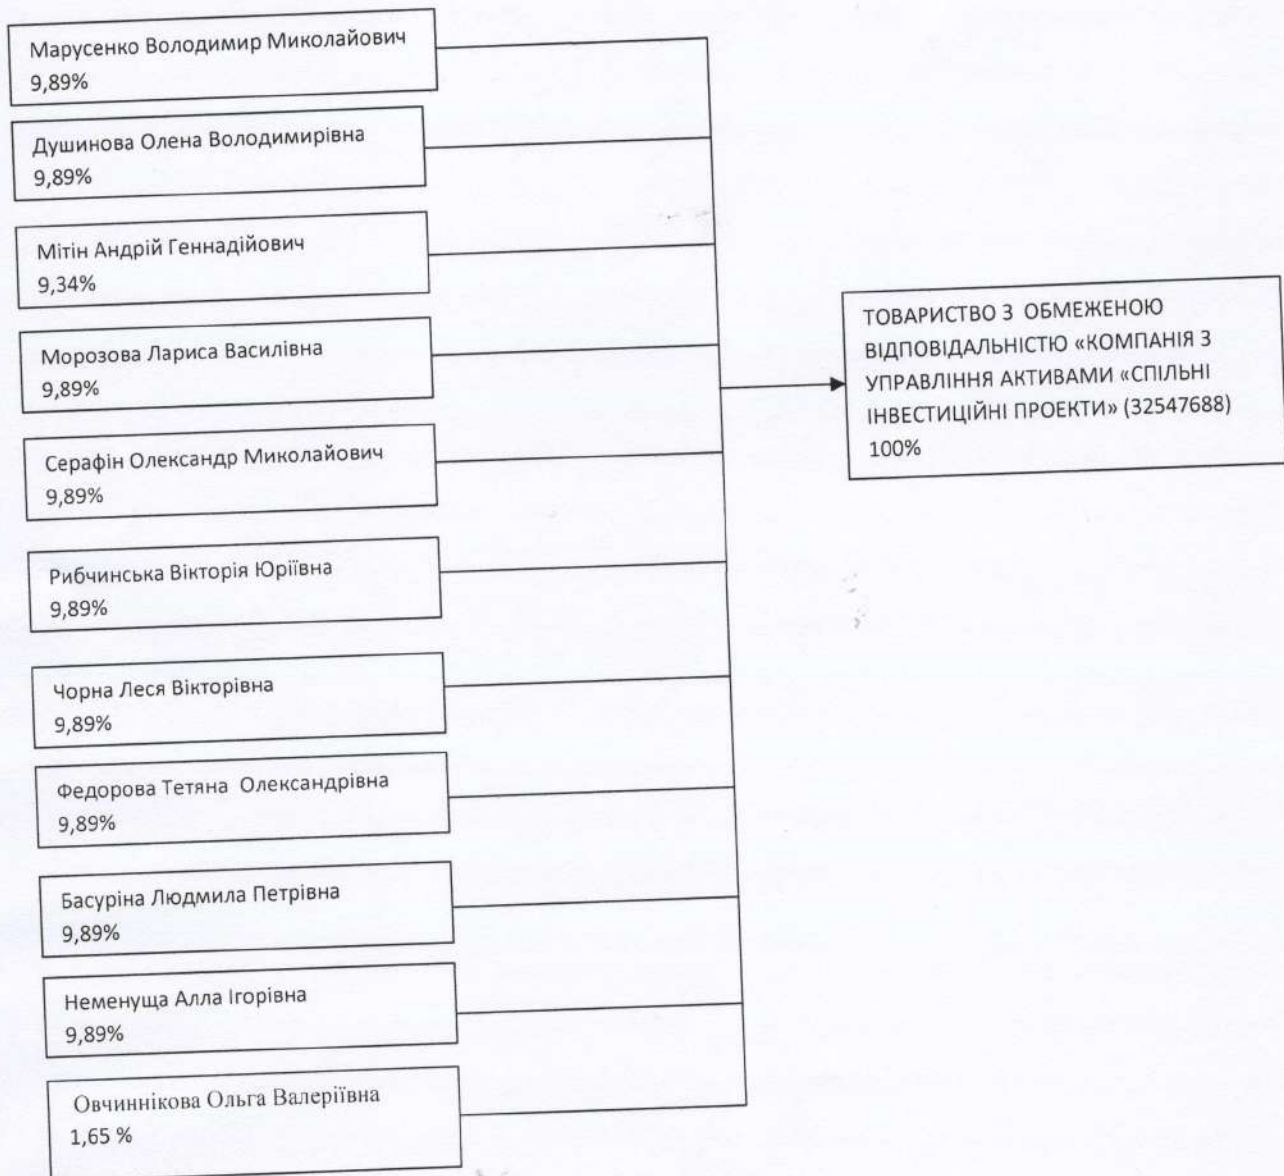 Марусенко Володимир Миколайович
9,89%
Душинова Олена Володимирівна
9,89%
Мітін Андрій Геннадійович
9,34%
Морозова Лариса Василівна
9,89%
Серафін Олександр Миколайович
9,89%
Рибчинська Вікторія Юріївна
9,89%
Чорна Леся Вікторівна
9,89%
Федорова Тетяна Олександрівна
9,89%
Басуріна Людмила Петрівна
9,89%
Неменуща Алла Ігорівна
9,89%
Овчиннікова Ольга Валеріївна
1,65 %
ТОВАРИСТВО З ОБМЕЖЕНОЮ
ВІДПОВІДАЛЬНІСТЮ «КОМПАНІЯ З
УПРАВЛІННЯ АКТИВАМИ «СПІЛЬНІ
ІНВЕСТИЦІЙНІ ПРОЕКТИ» (32547688)
100%